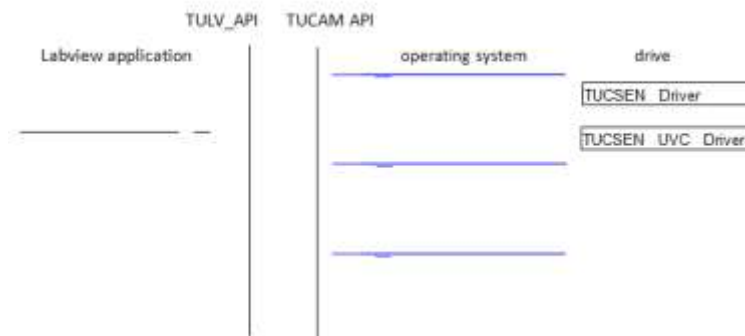 TULV_API TUCAM API
Labview application operating system drive
TUCSEN Driver
TUCSEN UVC Driver